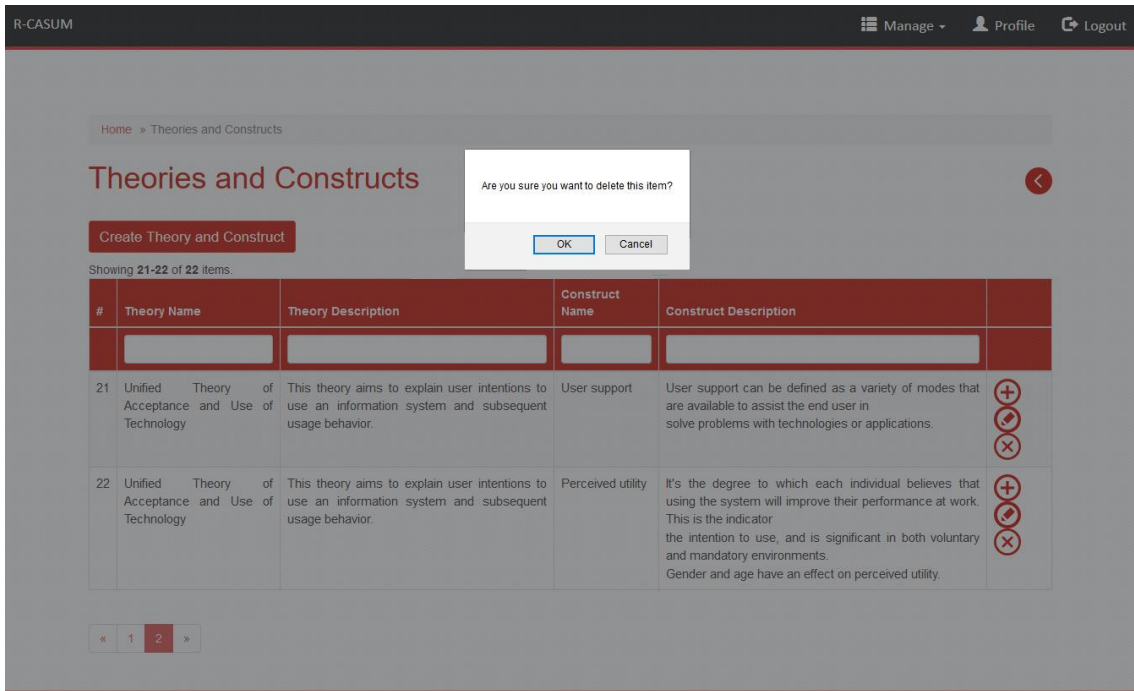 R-CASUM
Manage
Profile
Logout
Home » Theories and Constructs
Theories and Constructs
Are you sure you want to delete this item?
OK
Cancel
Create Theory and Construct
Showing 21-22 of 22 items.
#
Theory Name
Theory Description
Construct
Name
Construct Description
21
Unified Theory of
Acceptance and Use of
Technology
This theory aims to explain user intentions to
use an information system and subsequent
usage behavior.
User support
User support can be defined as a variety of modes that
are available to assist the end user in
solve problems with technologies or applications.
22
Unified Theory of
Acceptance and Use of
Technology
This theory aims to explain user intentions to
use an information system and subsequent
usage behavior.
Perceived utility
It's the degree to which each individual believes that
using the system will improve their performance at work.
This is the indicator
the intention to use, and is significant in both voluntary
and mandatory environments.
Gender and age have an effect on perceived utility.
« 1 2 »